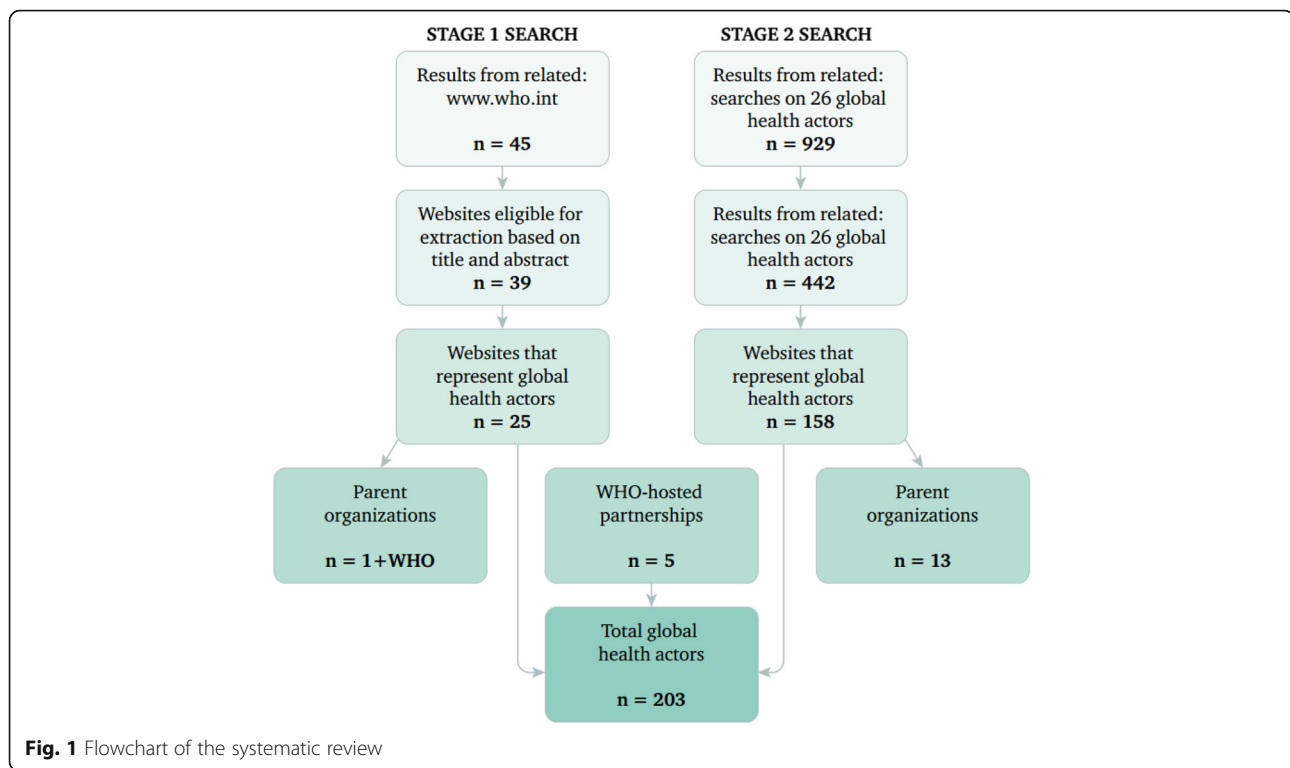 STAGE 1 SEARCH
Results from related:
www.who.int
n = 45
Websites eligible for
extraction based on
title and abstract
n = 39
Websites that
represent global
health actors
n = 25
Parent
organizations
n = 1+WHO
STAGE 2 SEARCH
Results from related:
searches on 26 global
health actors
n = 929
Results from related:
searches on 26 global
health actors
n = 442
Websites that
represent global
health actors
n = 158
WHO-hosted
partnerships
n = 5
Parent
organizations
n = 13
Total global
health actors
n = 203
Fig. 1 Flowchart of the systematic review